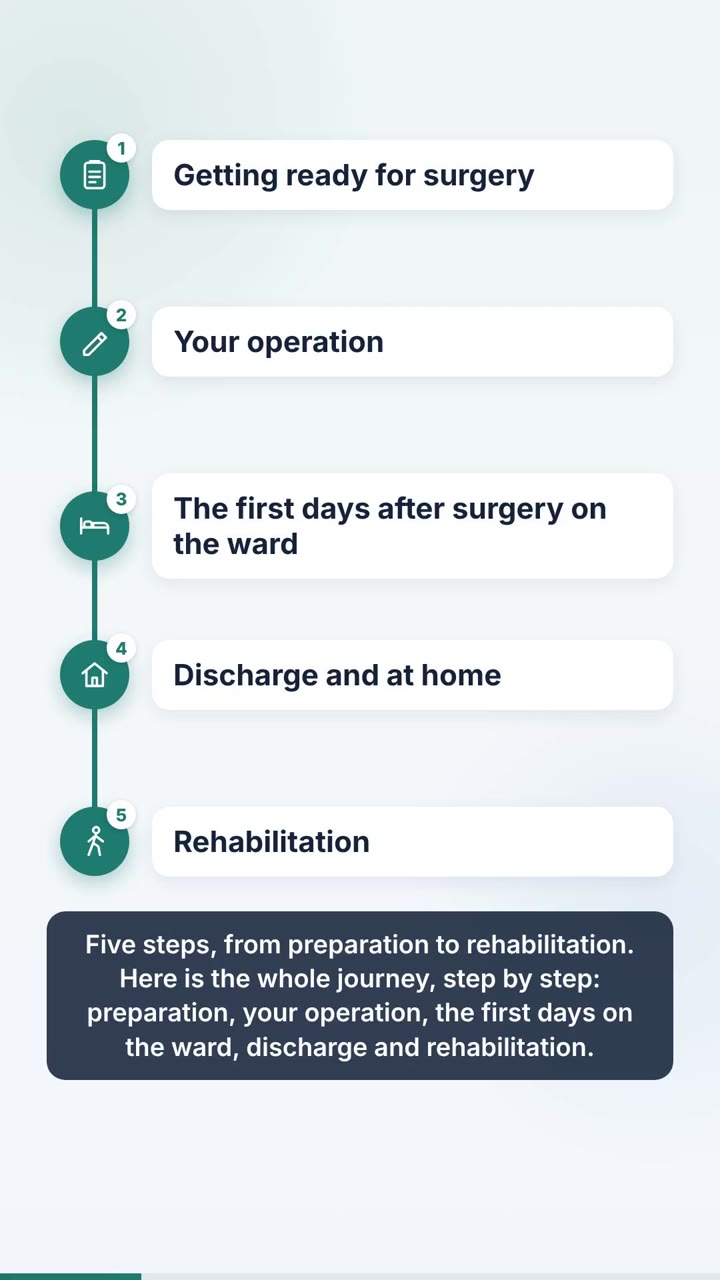 1
Getting ready for surgery
2
Your operation
3
The first days after surgery on
the ward
4
Discharge and at home
5
Rehabilitation
Five steps, from preparation to rehabilitation.
Here is the whole journey, step by step:
preparation, your operation, the first days on
the ward, discharge and rehabilitation.